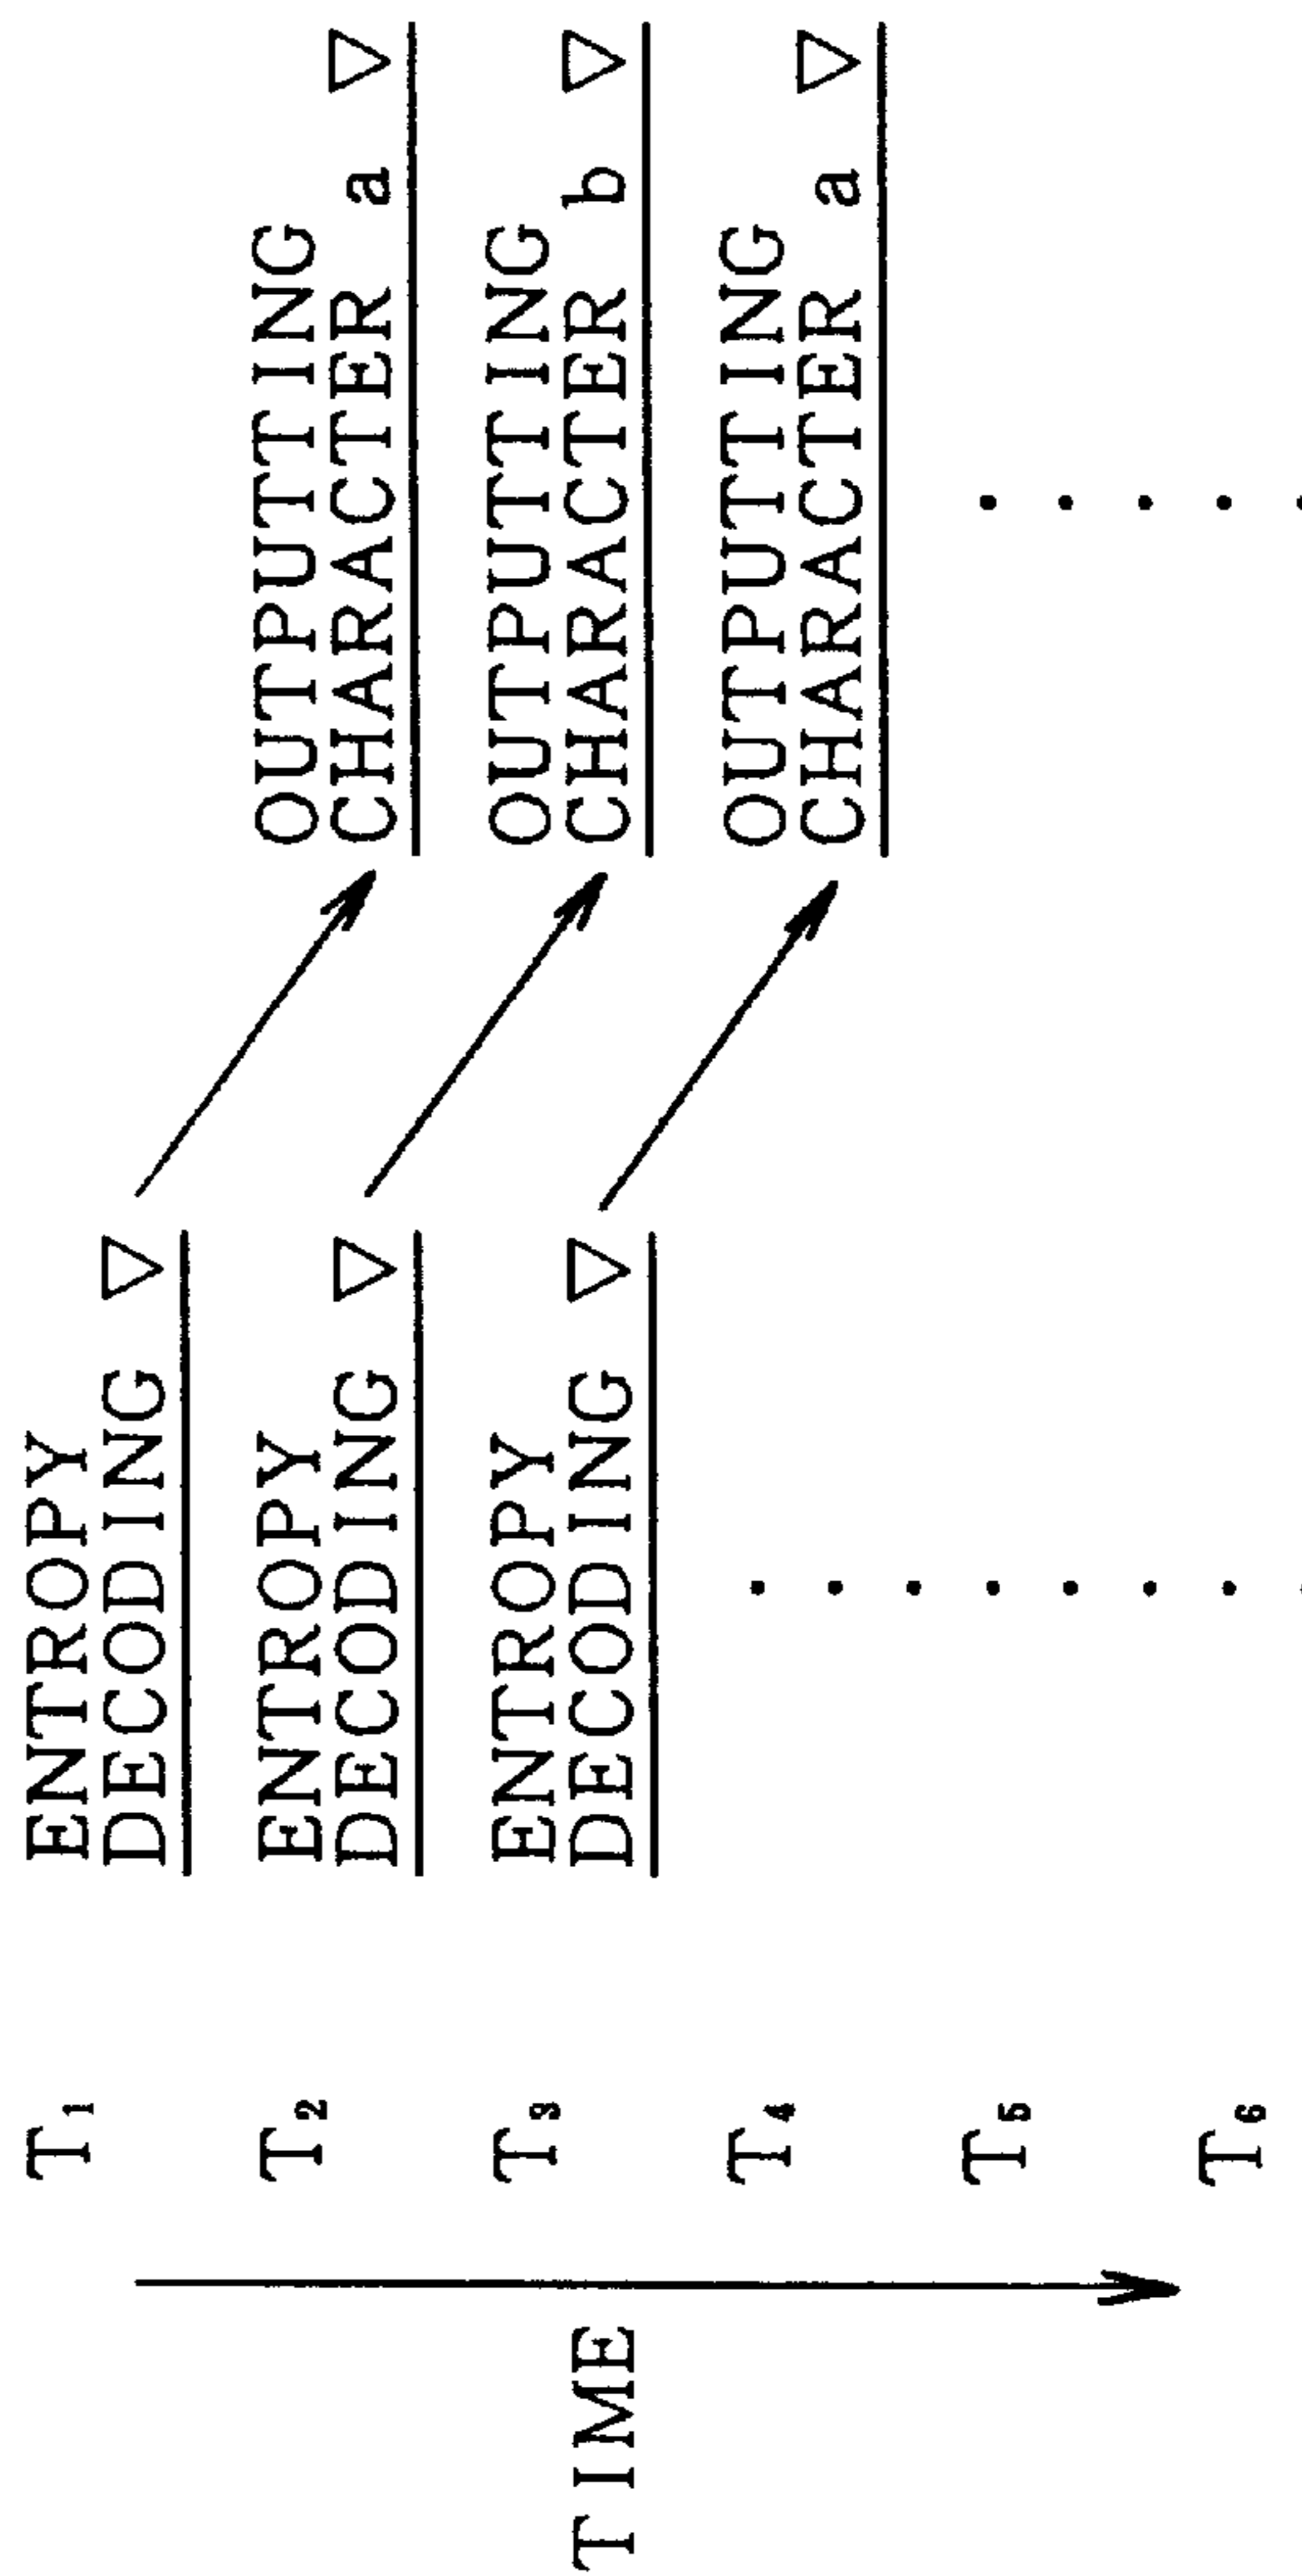 T1 ENTROPY
DECODING ▽
T2 ENTROPY OUTPUTTING
DECODING ▽ CHARACTER a ▽
TIME
T3 ENTROPY OUTPUTTING
DECODING ▽ CHARACTER b ▽
T4 OUTPUTTING
CHARACTER a ▽
T5
T6